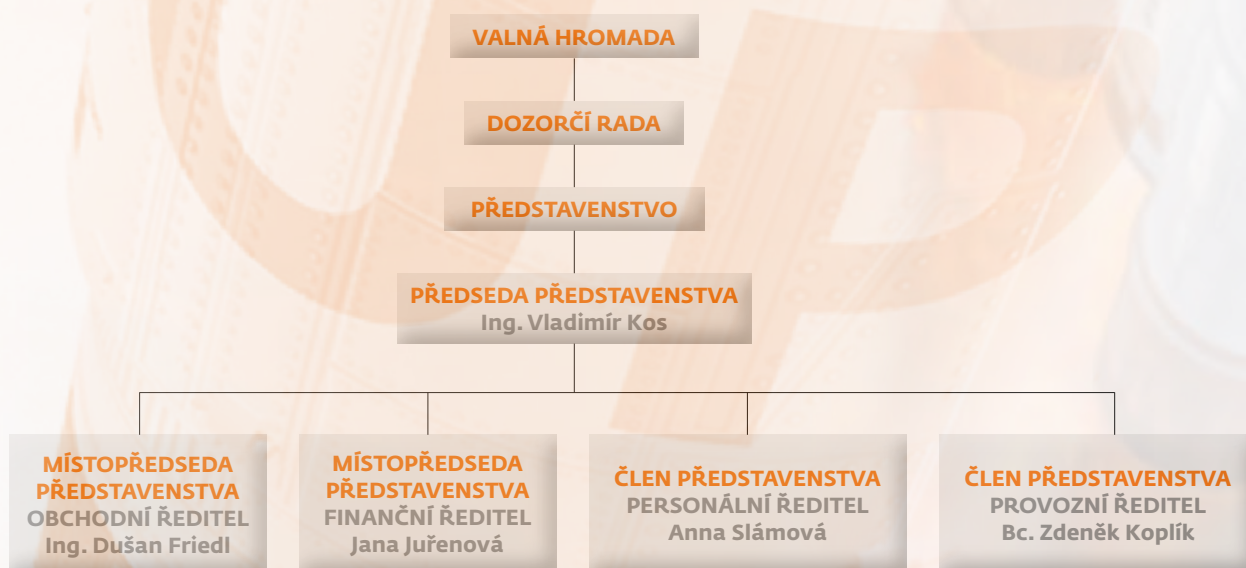 VALNÁ HROMADA
DOZORČÍ RADA
PŘEDSTAVENSTVO
PŘEDSEDA PŘEDSTAVENSTVA
Ing. Vladimír Kos
MÍSTOPŘEDSEDA
PŘEDSTAVENSTVA
OBCHODNÍ ŘEDITEL
Ing. Dušan Friedl
MÍSTOPŘEDSEDA
PŘEDSTAVENSTVA
FINANČNÍ ŘEDITEL
Jana Juřenová
ČLEN PŘEDSTAVENSTVA
PERSONÁLNÍ ŘEDITEL
Anna Slámová
ČLEN PŘEDSTAVENSTVA
PROVOZNÍ ŘEDITEL
Bc. Zdeněk Koplík